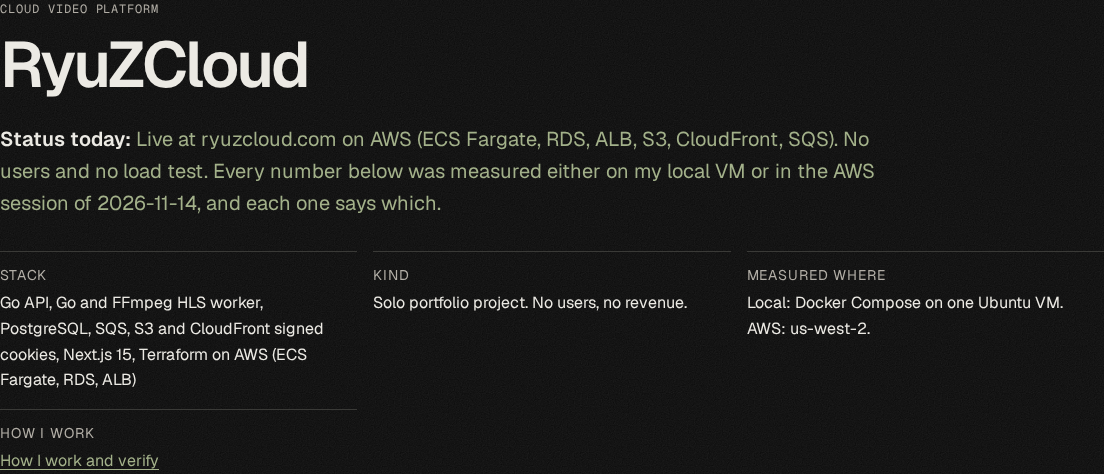 CLOUD VIDEO PLATFORM
RyuZCloud
Status today: Live at ryuzcloud.com on AWS (ECS Fargate, RDS, ALB, S3, CloudFront, SQS). No
users and no load test. Every number below was measured either on my local VM or in the AWS
session of 2026-11-14, and each one says which.
STACK
Go API, Go and FFmpeg HLS worker,
PostgreSQL, SQS, S3 and CloudFront signed
cookies, Next.js 15, Terraform on AWS (ECS
Fargate, RDS, ALB)
KIND
Solo portfolio project. No users, no revenue.
MEASURED WHERE
Local: Docker Compose on one Ubuntu VM.
AWS: us-west-2.
HOW I WORK
How I work and verify